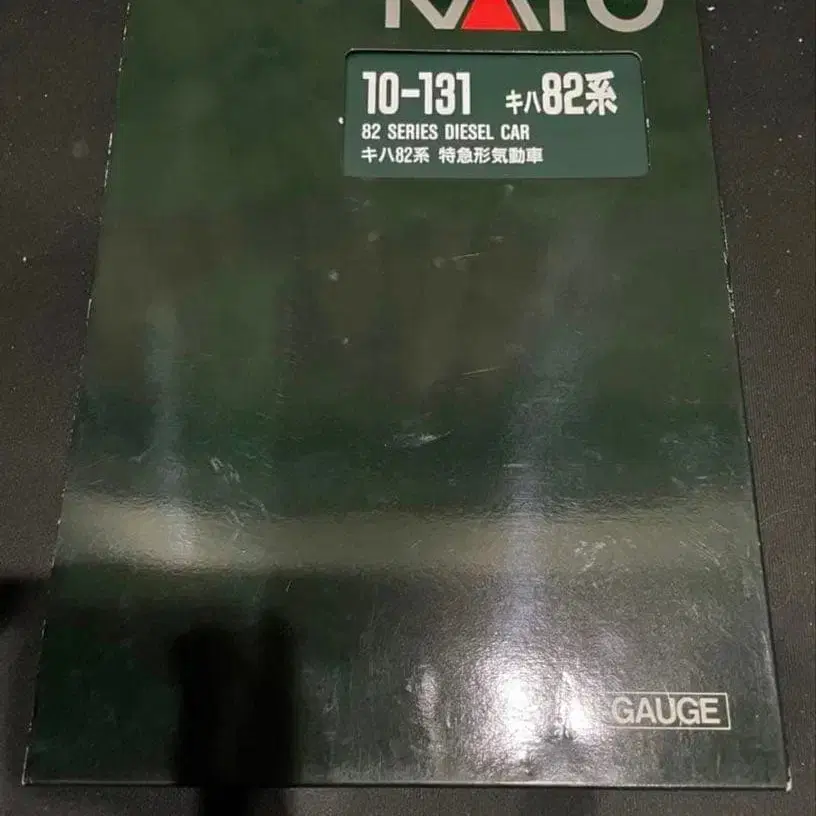 KATO
10-131 キハ82系
82 SERIES DIESEL CAR
キハ82系 特急形気動車
GAUGE